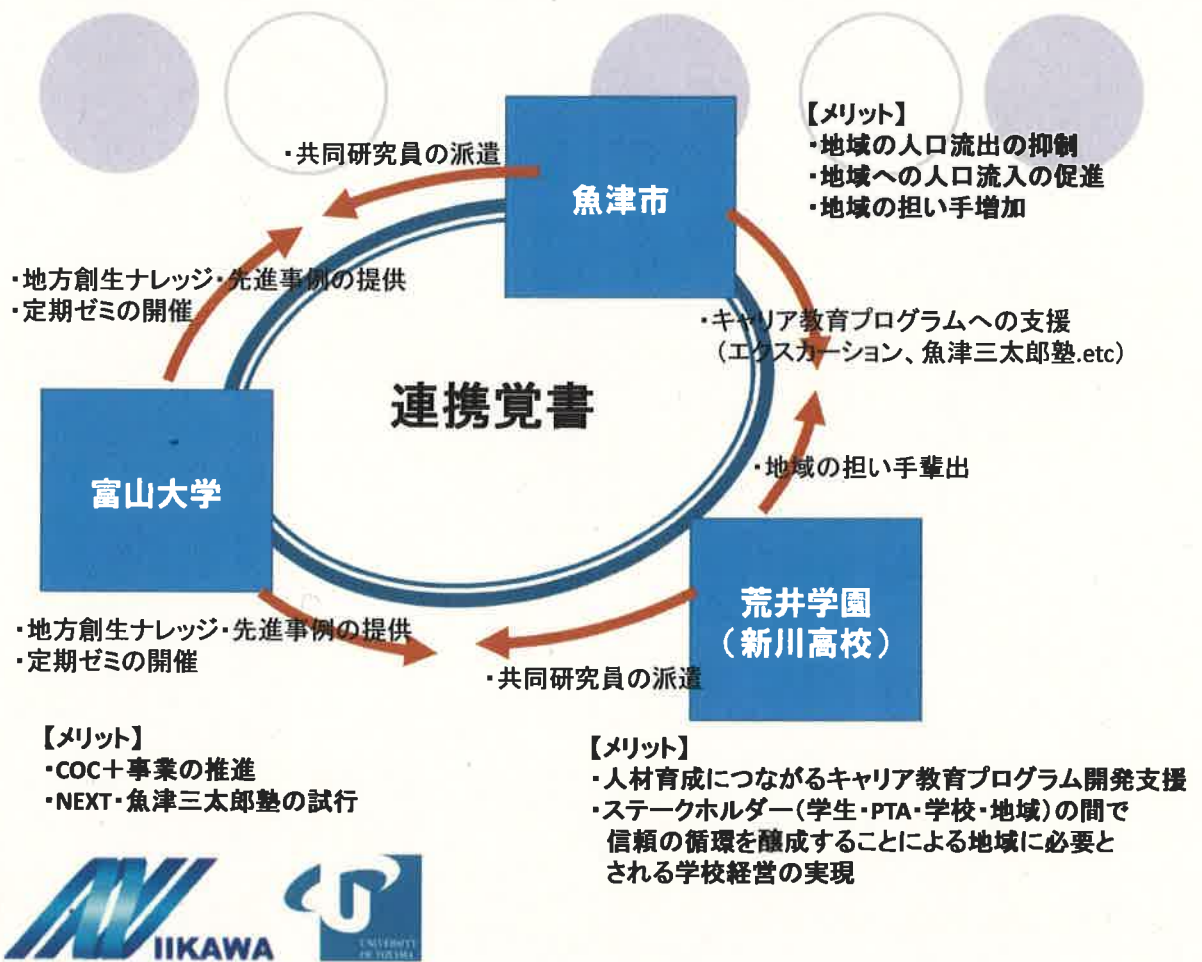 ・共同研究員の派遣
魚津市
【メリット】
・地域の人口流出の抑制
・地域への人口流入の促進
・地域の担い手増加
・地方創生ナレッジ・先進事例の提供
・定期ゼミの開催
・キャリア教育プログラムへの支援
（エクスカーション、魚津三太郎塾.etc）
連携覚書
富山大学
・地域の担い手輩出
荒井学園
（新川高校）
・地方創生ナレッジ・先進事例の提供
・定期ゼミの開催
・共同研究員の派遣
【メリット】
・COC＋事業の推進
・NEXT・魚津三太郎塾の試行
【メリット】
・人材育成につながるキャリア教育プログラム開発支援
・ステークホルダー（学生・PTA・学校・地域）の間で
信頼の循環を醸成することによる地域に必要と
される学校経営の実現
NIIKAWA
UNIVERSITY
OF TOYAMA